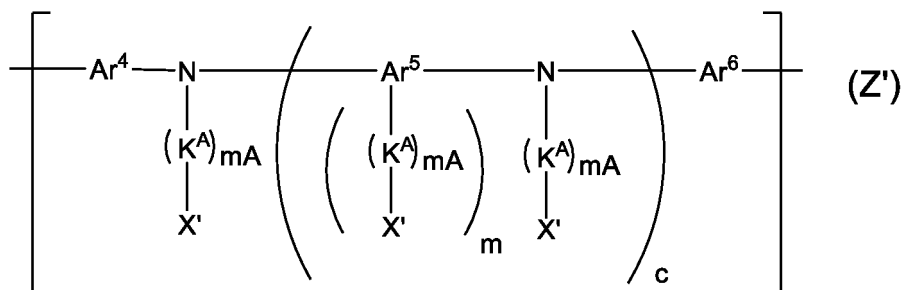 Ar⁴ N Ar⁵ N Ar⁶ (Z')
(Kᴬ)mA (Kᴬ)mA (Kᴬ)mA
X' X' X' m
c